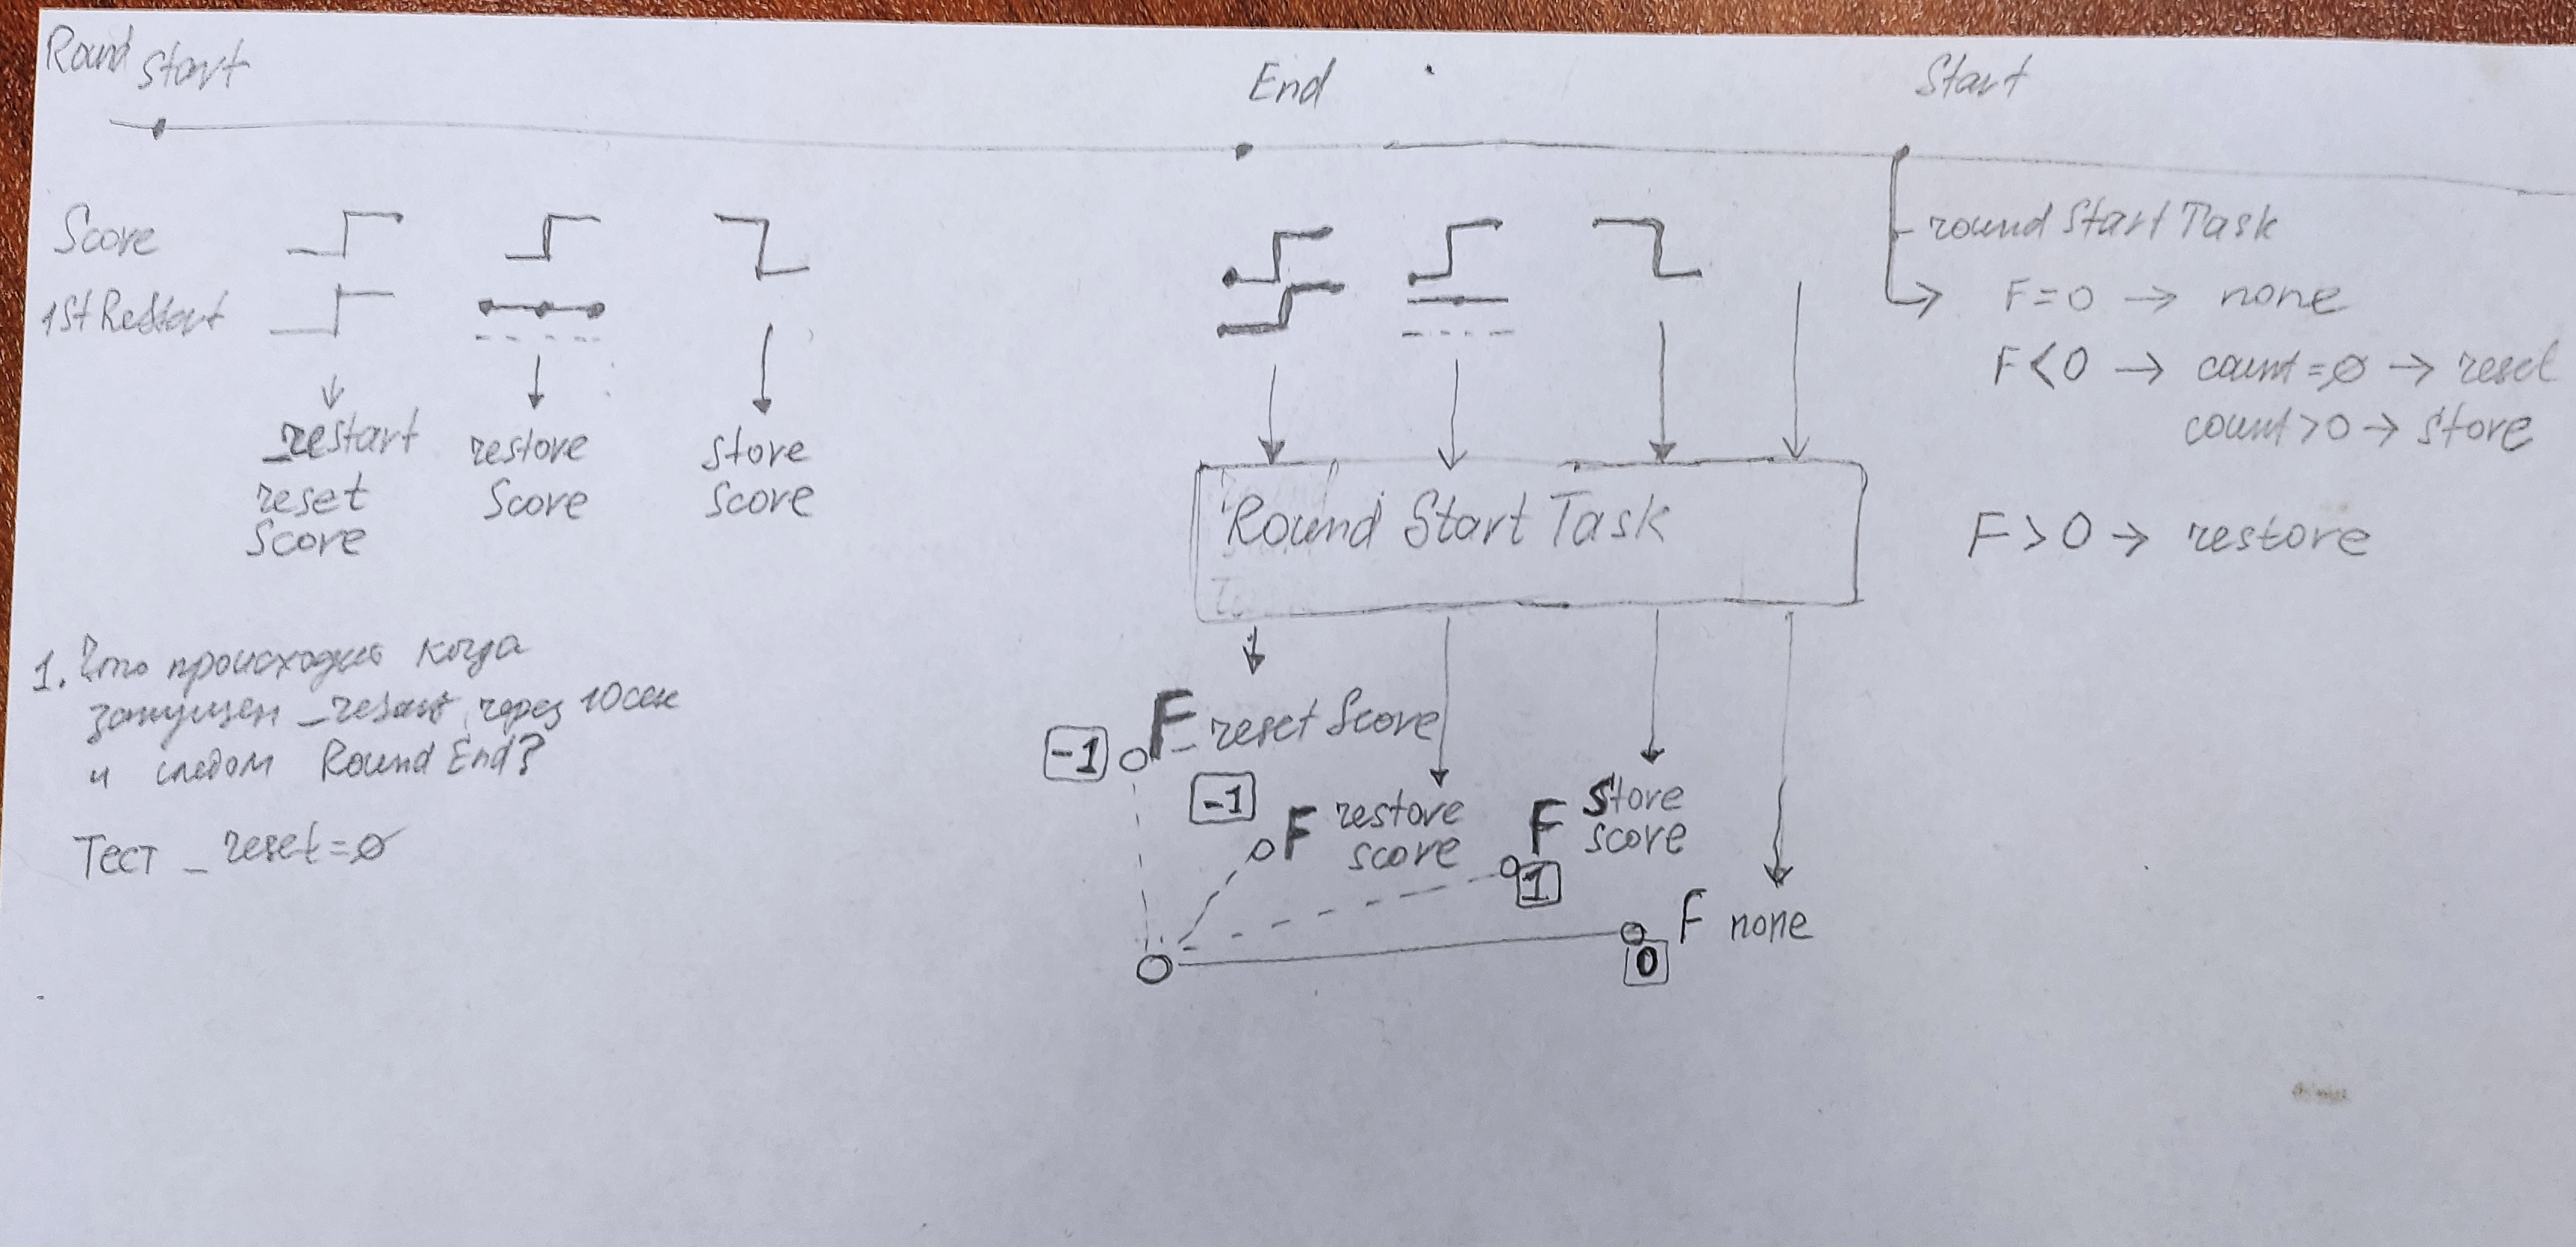 Round Start
End
Start
Score
1St ReStart
_restart
reset
Score
restore
Score
store
score
round Start Task
F=0 → none
F<0 → count=∅ → reset
count>0 → store
F>0 → restore
Round Start Task
1. Что происходит когда
запущен _restart через 10сек
и следом Round End?
Тест _reset=∅
-1
F - reset Score
-1
F restore
score
F Store
score
1
F none
0